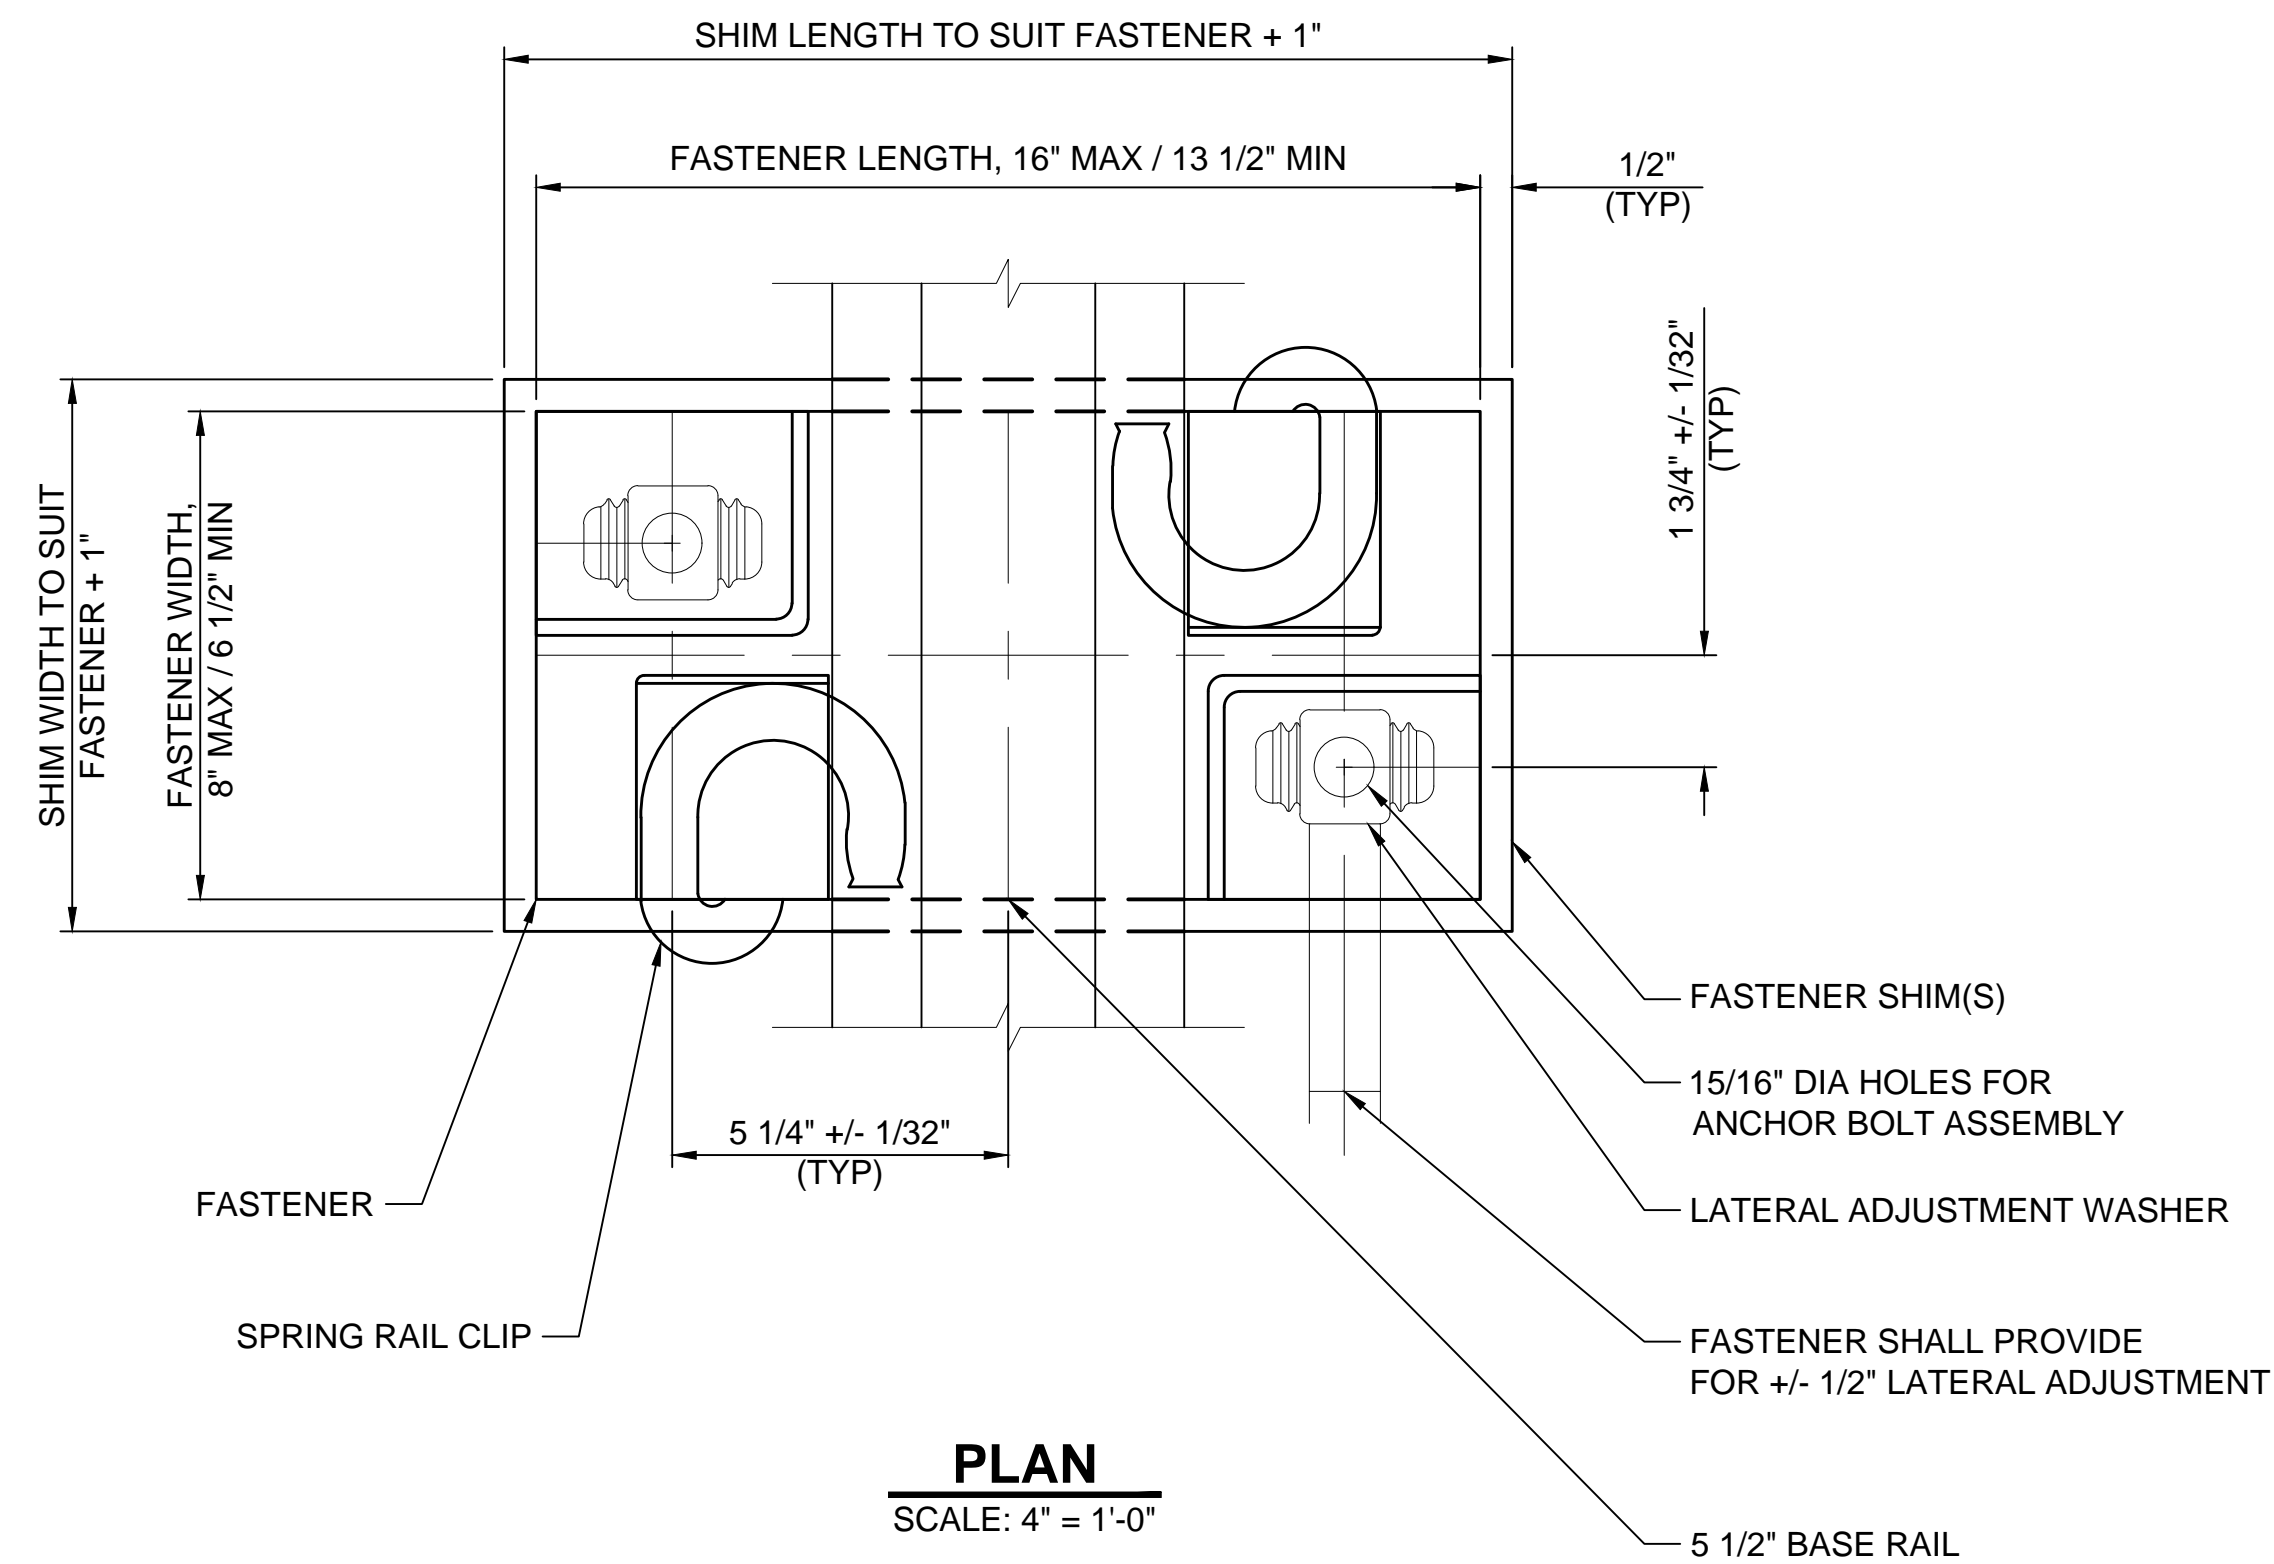 SHIM LENGTH TO SUIT FASTENER + 1"
FASTENER LENGTH, 16" MAX / 13 1/2" MIN
1/2"
(TYP)
SHIM WIDTH TO SUIT
FASTENER + 1"
FASTENER WIDTH,
8" MAX / 6 1/2" MIN
1 3/4" +/- 1/32"
(TYP)
5 1/4" +/- 1/32"
(TYP)
FASTENER
SPRING RAIL CLIP
FASTENER SHIM(S)
15/16" DIA HOLES FOR
ANCHOR BOLT ASSEMBLY
LATERAL ADJUSTMENT WASHER
FASTENER SHALL PROVIDE
FOR +/- 1/2" LATERAL ADJUSTMENT
5 1/2" BASE RAIL
PLAN
SCALE: 4" = 1'-0"